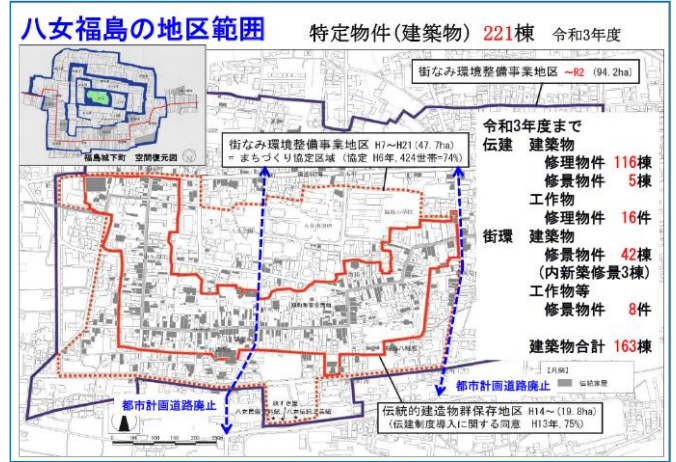 八女福島の地区範囲
特定物件(建築物) 221棟 令和3年度
街なみ環境整備事業地区 ～R2 (94.2ha)
福島城下町 空間復元図
街なみ環境整備事業地区 H7～H21(47.7ha)
= まちづくり協定区域 (協定 H6年, 424世帯=74%)
令和3年度まで
伝建 建築物
修理物件 116棟
修景物件 5棟
工作物
修理物件 16件
街環 建築物
修景物件 42棟
(内新築修景3棟)
工作物等
修景物件 8件
建築物合計 163棟
【凡例】
伝統家屋
都市計画道路廃止
都市計画道路廃止
伝統的建造物群保存地区 H14～(19.8ha)
(伝建制度導入に関する同意 H13年, 75%)